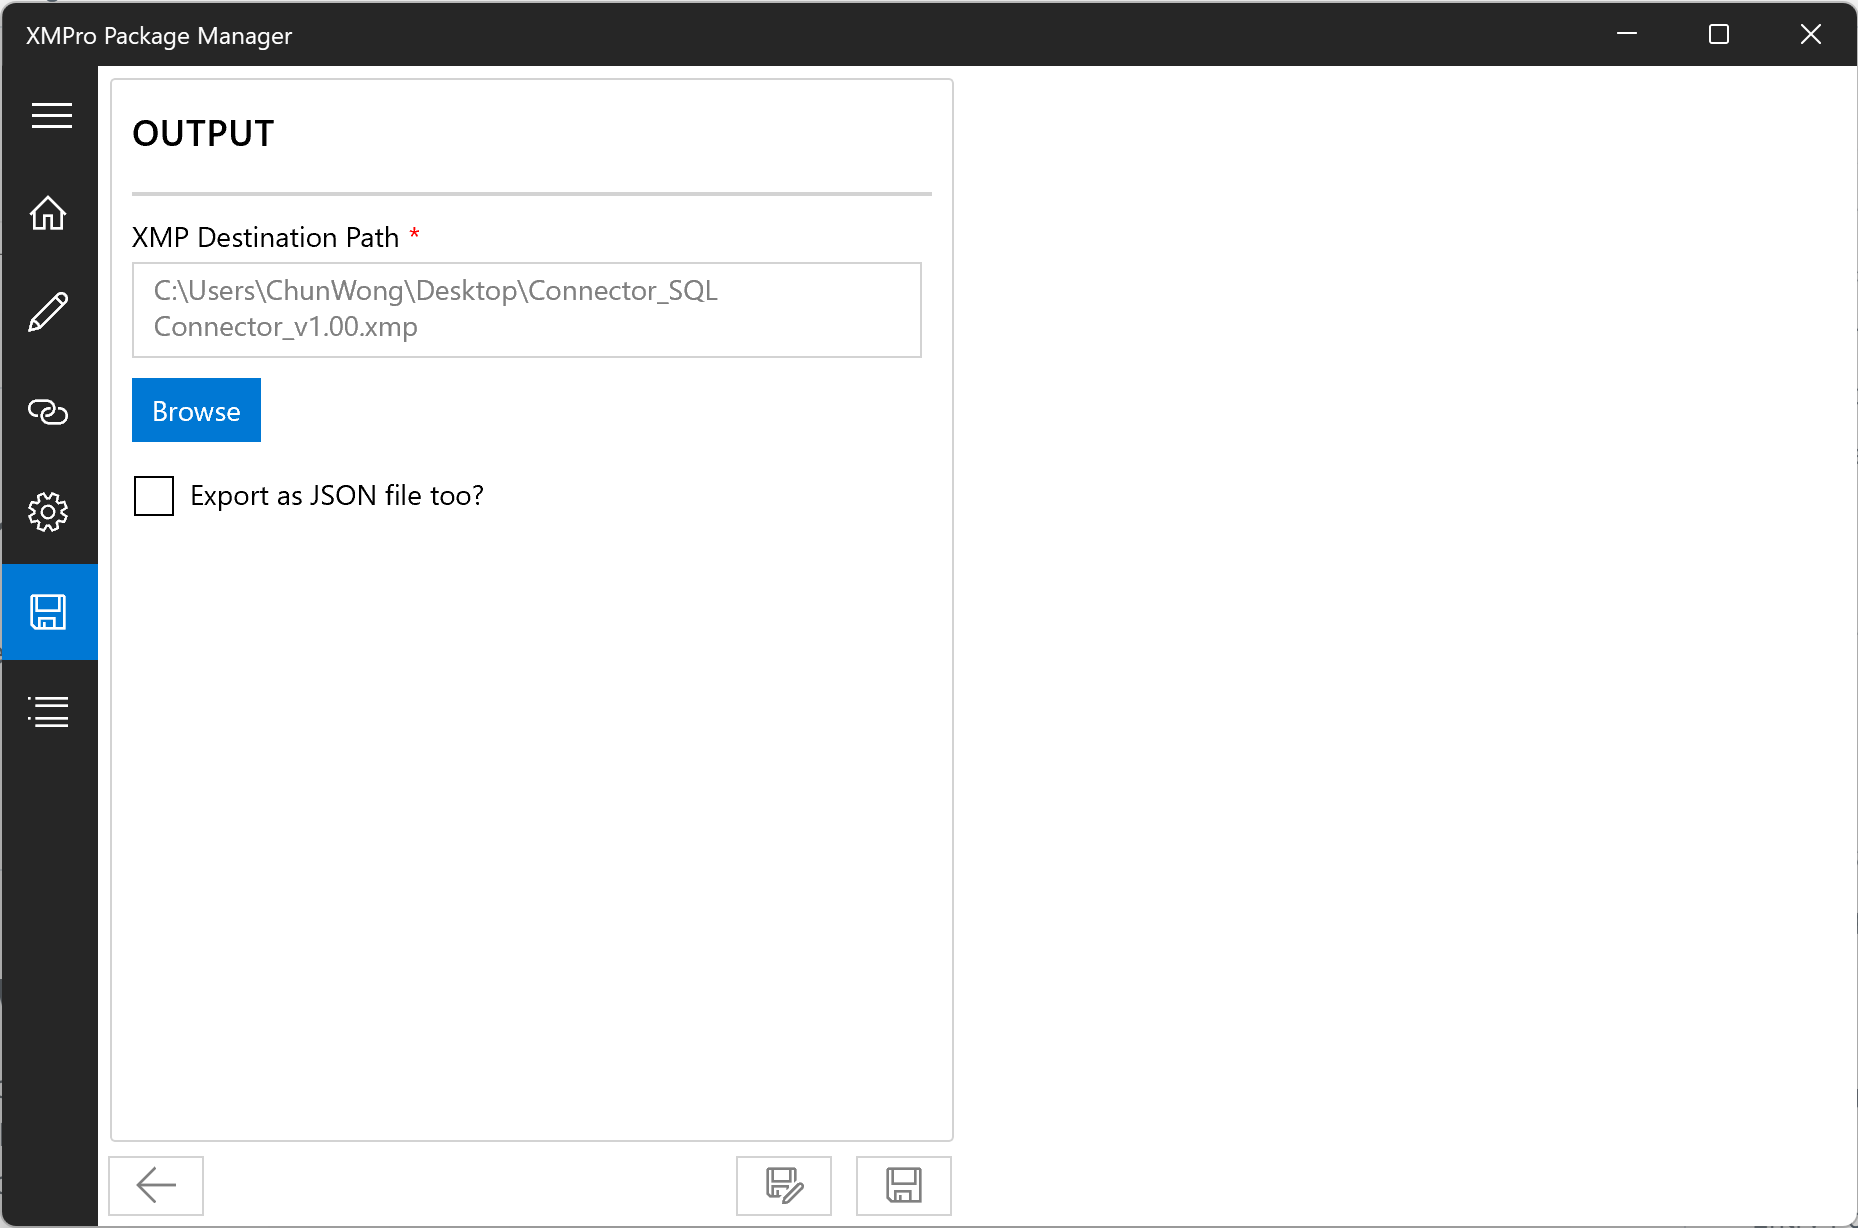 XMPro Package Manager
OUTPUT
XMP Destination Path *
C:\Users\ChunWong\Desktop\Connector_SQL
Connector_v1.00.xmp
Browse
Export as JSON file too?